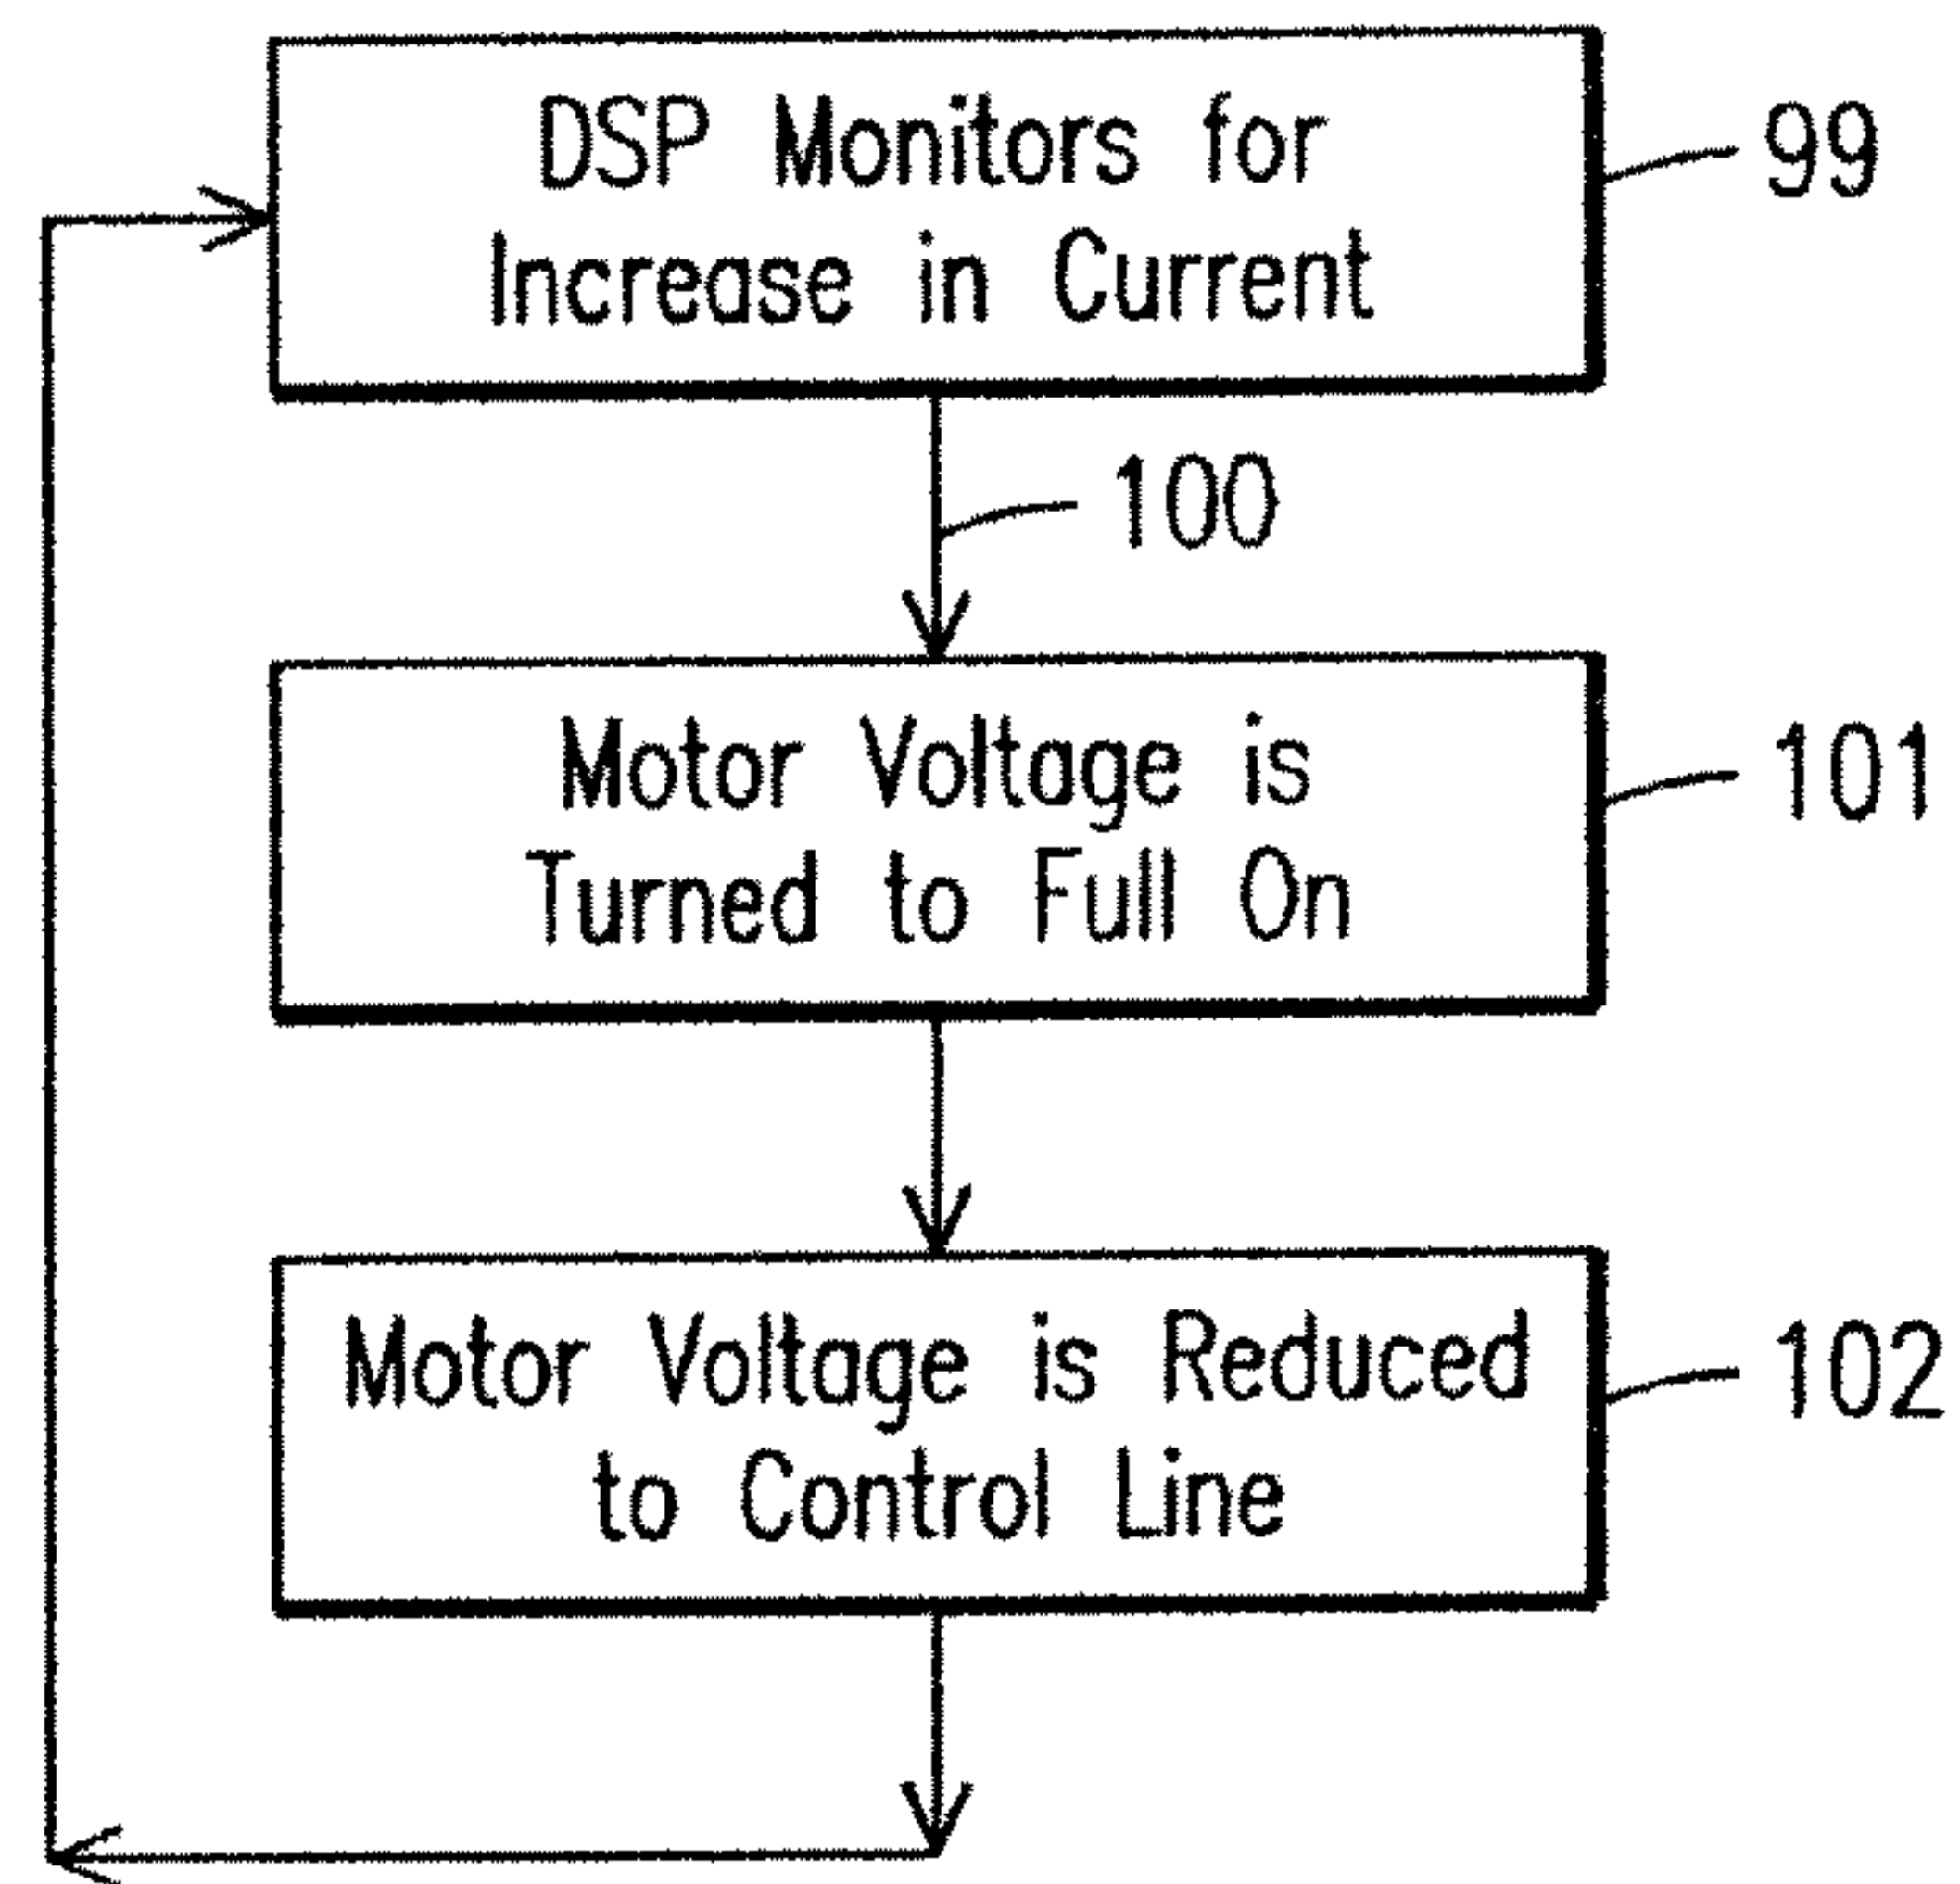 DSP Monitors for
Increase in Current
99
100
Motor Voltage is
Turned to Full On
101
Motor Voltage is Reduced
to Control Line
102